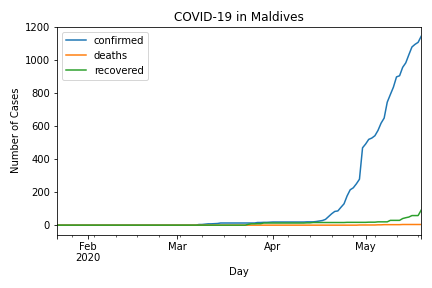 COVID-19 in Maldives
1200
1000
800
600
400
200
0
Number of Cases
confirmed
deaths
recovered
Feb
2020
Mar
Apr
May
Day